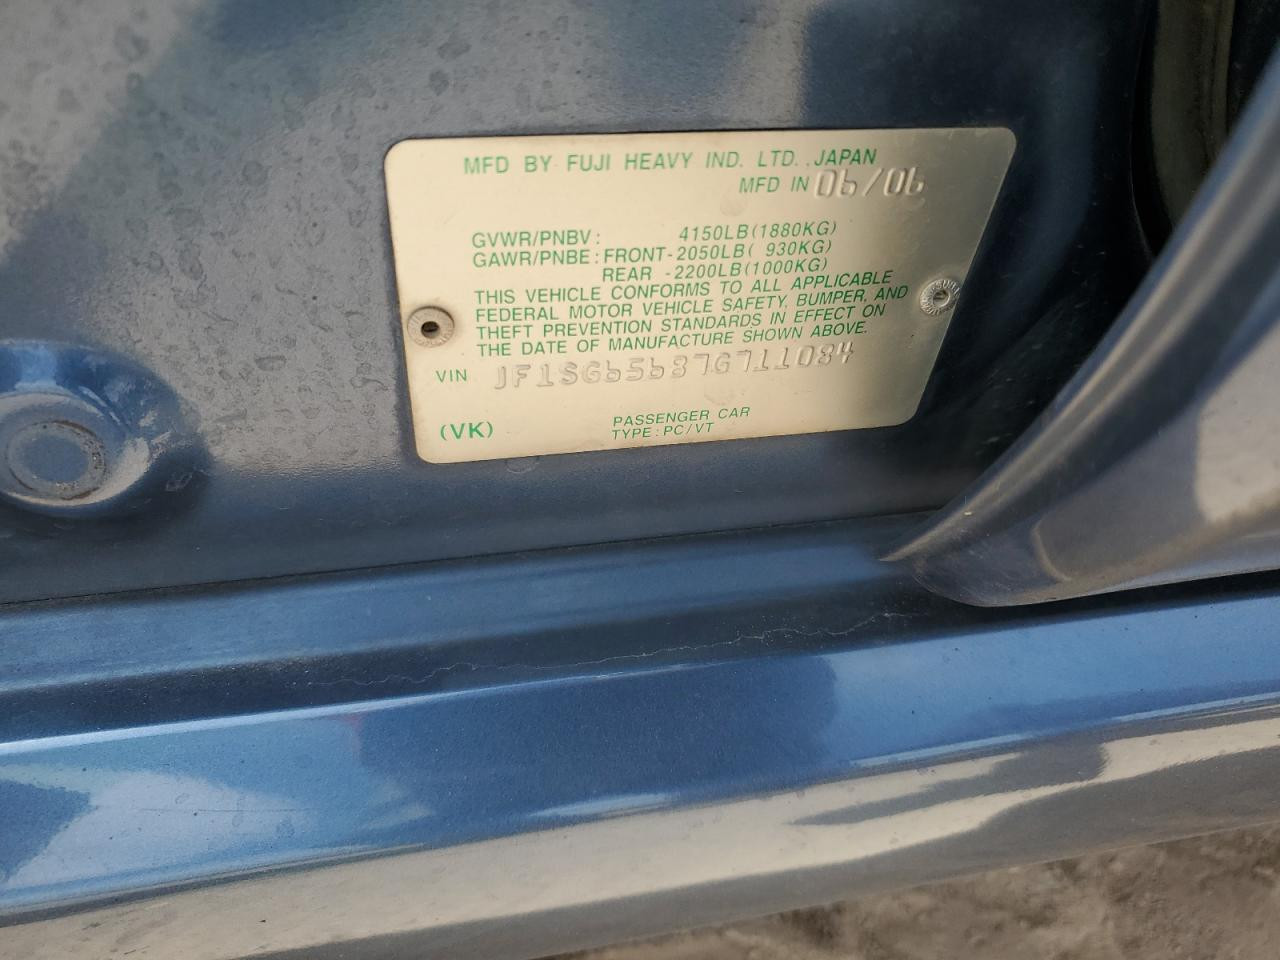 MFD BY FUJI HEAVY IND. LTD. JAPAN
MFD IN 06/06
GVWR/PNBV: 4150LB(1880KG)
GAWR/PNBE: FRONT-2050LB( 930KG)
REAR -2200LB(1000KG)
THIS VEHICLE CONFORMS TO ALL APPLICABLE
FEDERAL MOTOR VEHICLE SAFETY, BUMPER, AND
THEFT PREVENTION STANDARDS IN EFFECT ON
THE DATE OF MANUFACTURE SHOWN ABOVE.
VIN JF1SG65687G711084
(VK) PASSENGER CAR
TYPE: PC/VT